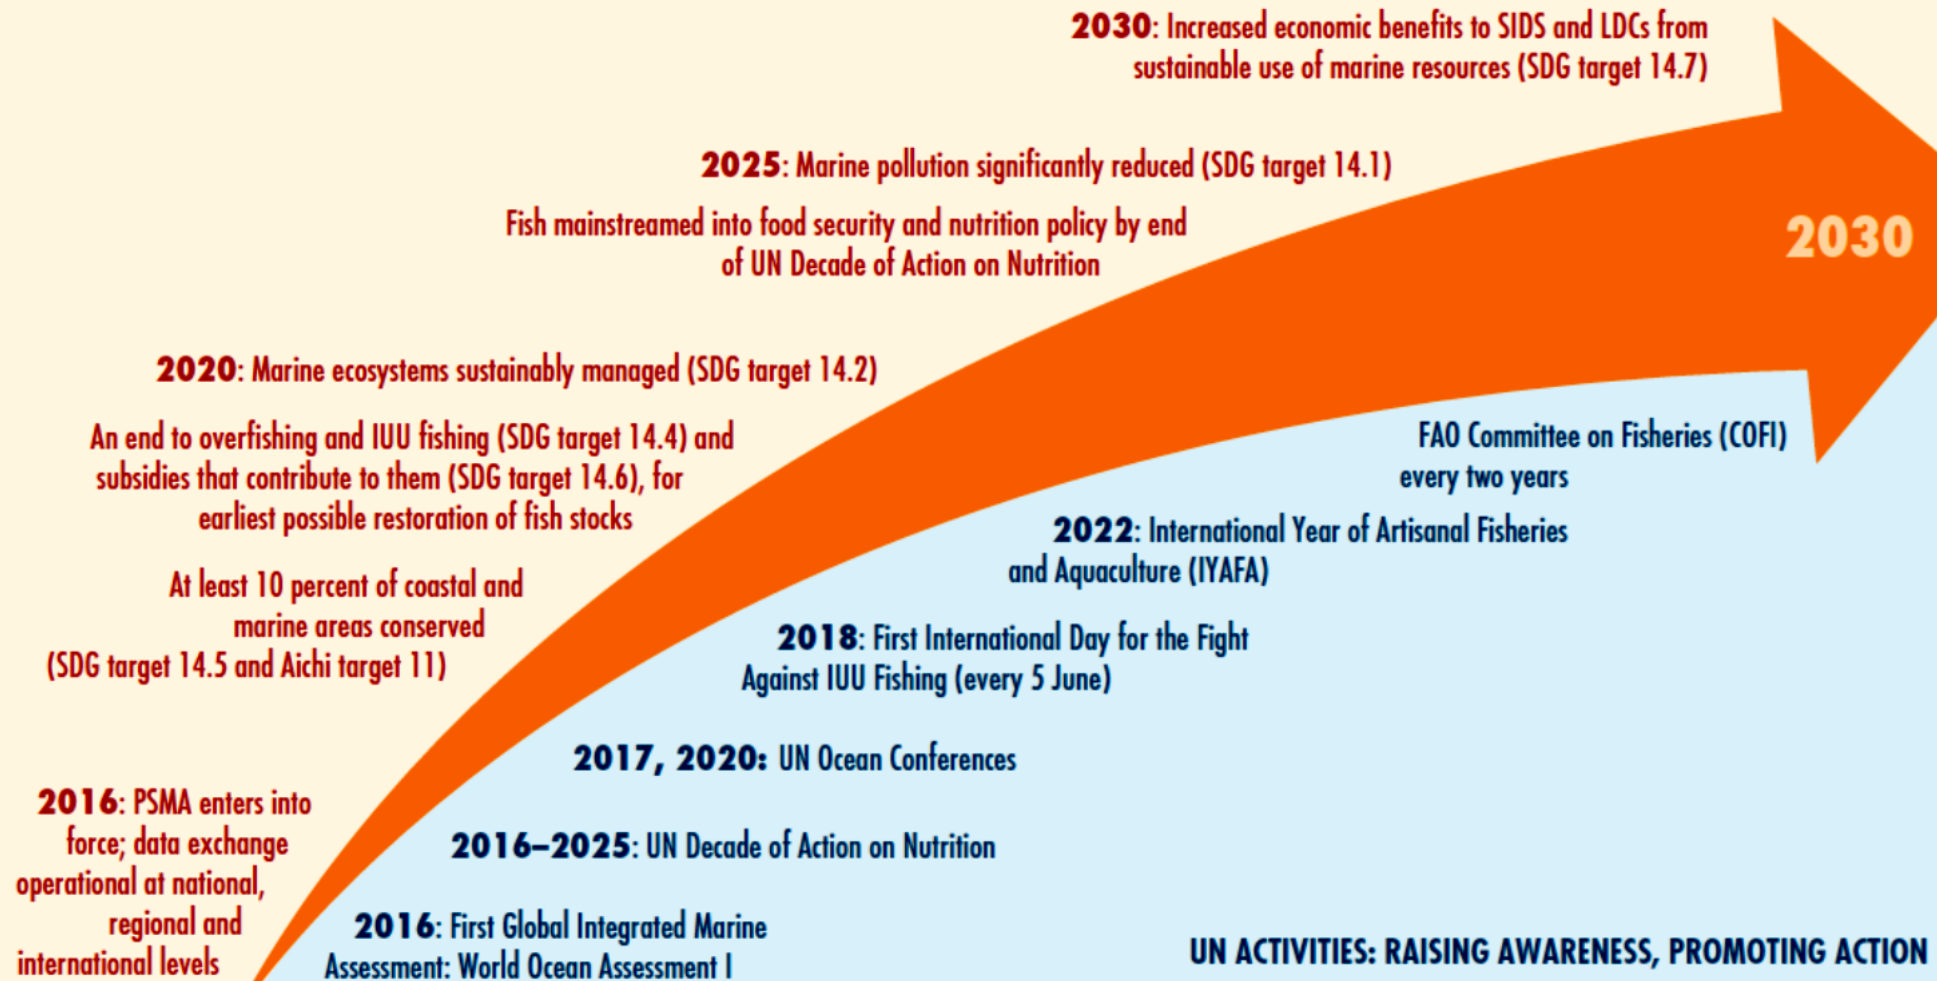 2030: Increased economic benefits to SIDS and LDCs from
sustainable use of marine resources (SDG target 14.7)
2025: Marine pollution significantly reduced (SDG target 14.1)
Fish mainstreamed into food security and nutrition policy by end
of UN Decade of Action on Nutrition
2030
2020: Marine ecosystems sustainably managed (SDG target 14.2)
An end to overfishing and IUU fishing (SDG target 14.4) and
subsidies that contribute to them (SDG target 14.6), for
earliest possible restoration of fish stocks
At least 10 percent of coastal and
marine areas conserved
(SDG target 14.5 and Aichi target 11)
2016: PSMA enters into
force; data exchange
operational at national,
regional and
international levels
FAO Committee on Fisheries (COFI)
every two years
2022: International Year of Artisanal Fisheries
and Aquaculture (IYAFA)
2018: First International Day for the Fight
Against IUU Fishing (every 5 June)
2017, 2020: UN Ocean Conferences
2016–2025: UN Decade of Action on Nutrition
2016: First Global Integrated Marine
Assessment: World Ocean Assessment I
UN ACTIVITIES: RAISING AWARENESS, PROMOTING ACTION